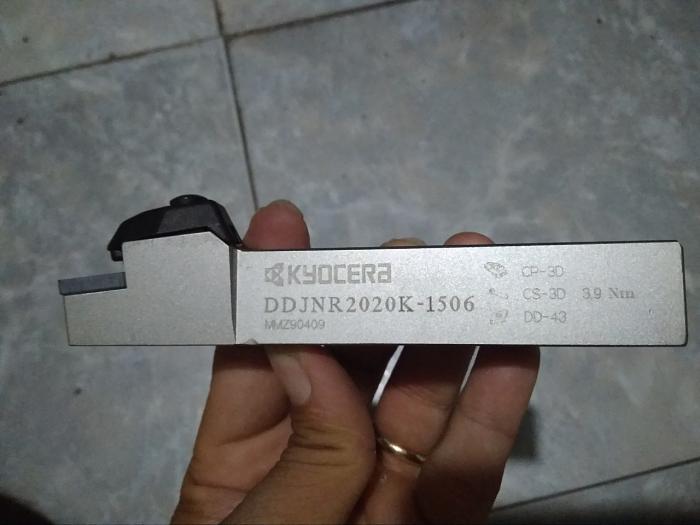 KYOCERA
DDJNR2020K-1506
MMZ90409
CP-3D
CS-3D 3.9 Nm
DD-43